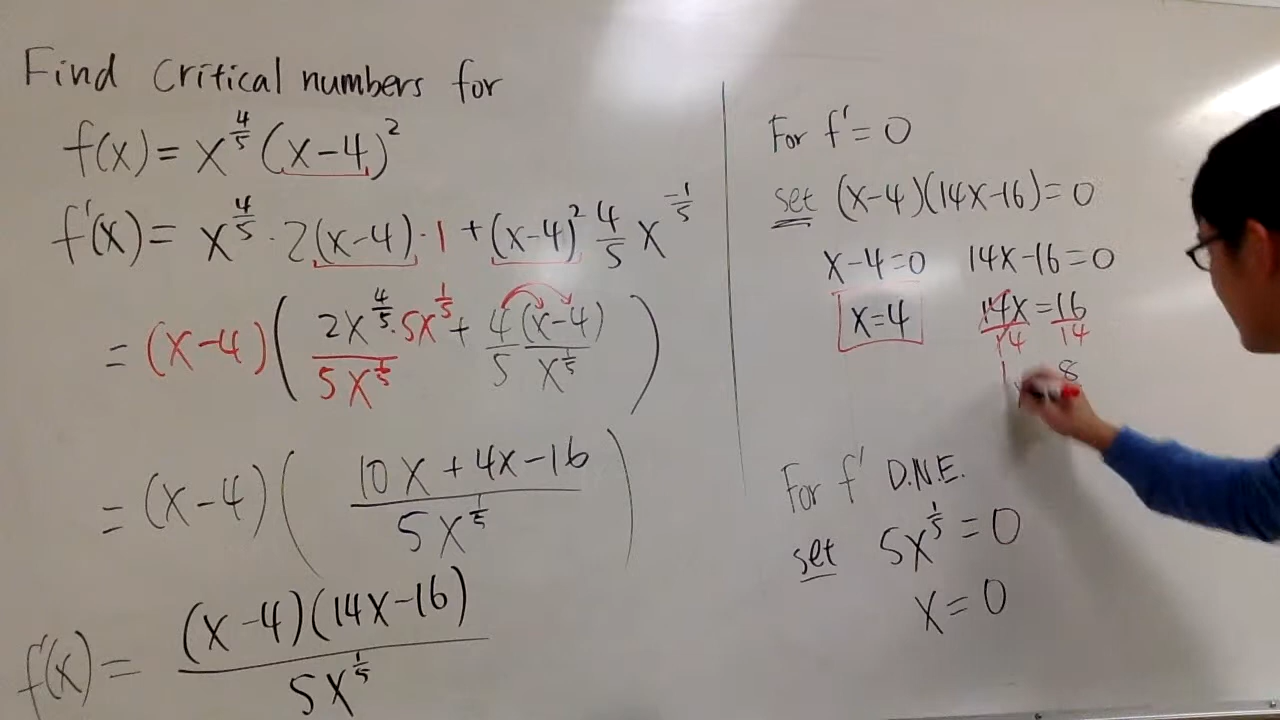 Find critical numbers for
f(x) = x^{4/5} (x-4)^2
f'(x) = x^{4/5} · 2(x-4) · 1 + (x-4)^2 4/5 x^{-1/5}
= (x-4) ( 2x^{4/5} · 5x^{1/5} / 5x^{1/5} + 4(x-4) / 5 x^{1/5} )
= (x-4) ( 10x + 4x - 16 / 5x^{1/5} )
f'(x) = (x-4)(14x-16) / 5x^{1/5}
For f' = 0
set (x-4)(14x-16) = 0
x-4=0 14x-16=0
x=4 14x = 16
14 14
8
For f' D.N.E.
set 5x^{1/5} = 0
x = 0